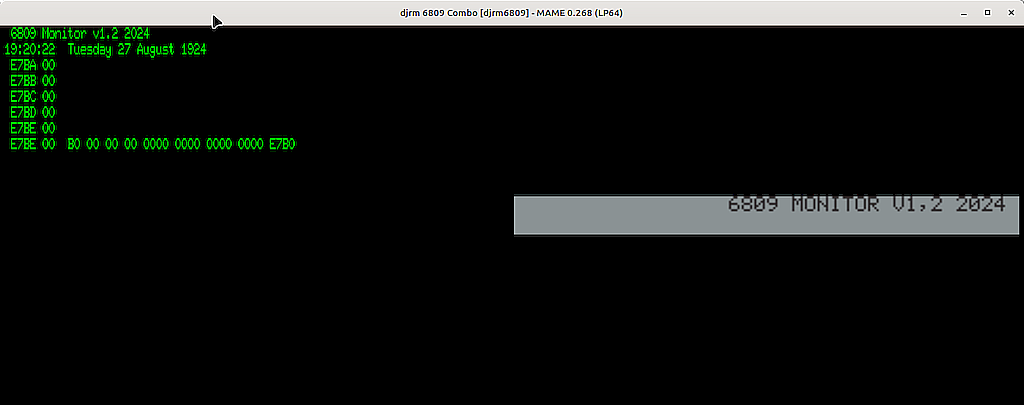 djrm 6809 Combo [djrm6809] - MAME 0.268 (LP64)
6809 Monitor v1.2 2024
19:20:22 Tuesday 27 August 1924
E7BA 00
E7BB 00
E7BC 00
E7BD 00
E7BE 00
E7BE 00 B0 00 00 00 0000 0000 0000 0000 E7B0
6809 MONITOR V1,2 2024